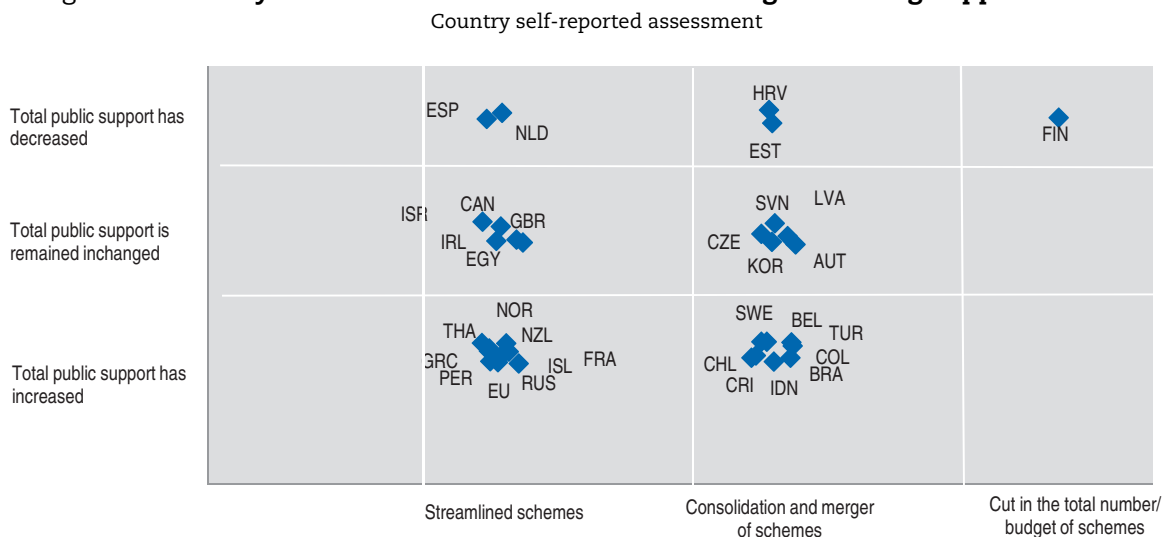 Country self-reported assessment
Total public support has
decreased
ESP
NLD
HRV
EST
FIN
Total public support is
remained inchanged
ISR
CAN
GBR
IRL
EGY
SVN
LVA
CZE
KOR
AUT
Total public support has
increased
NOR
THA
NZL
GRC
PER
EU
RUS
ISL
FRA
SWE
BEL
TUR
CHL
COL
CRI
IDN
BRA
Streamlined schemes
Consolidation and merger
of schemes
Cut in the total number/
budget of schemes